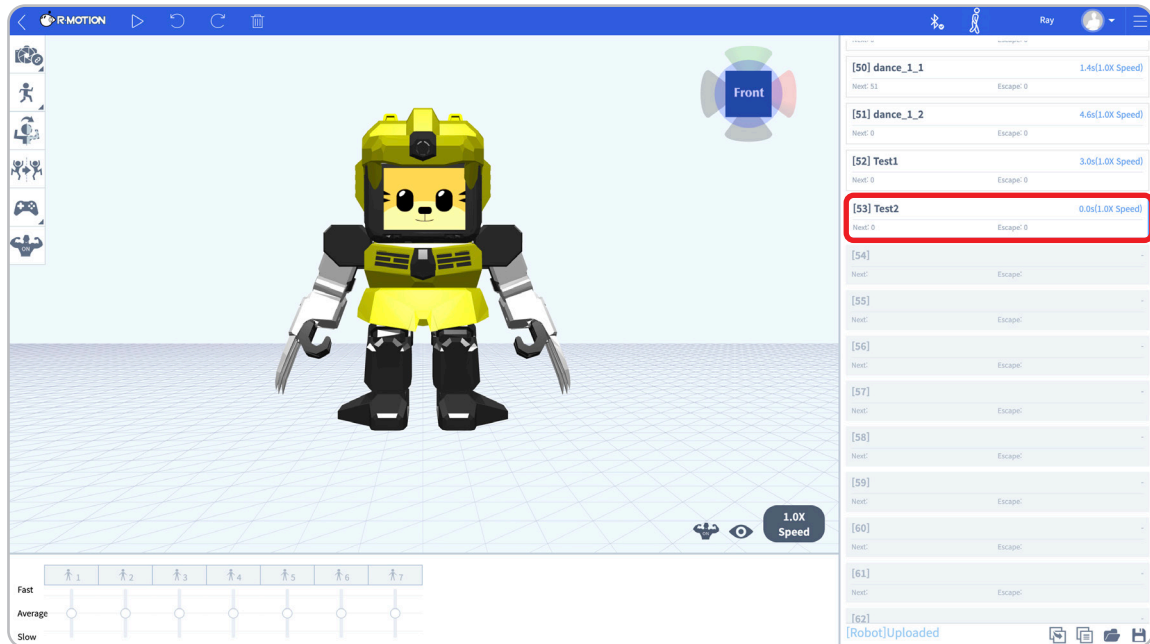 R·MOTION
Ray
Front
[50] dance_1_1 1.4s(1.0X Speed)
Next: 51 Escape: 0
[51] dance_1_2 4.6s(1.0X Speed)
Next: 0 Escape: 0
[52] Test1 3.0s(1.0X Speed)
Next: 0 Escape: 0
[53] Test2 0.0s(1.0X Speed)
Next: 0 Escape: 0
[54] -
Next: Escape:
[55] -
Next: Escape:
[56] -
Next: Escape:
[57] -
Next: Escape:
[58] -
Next: Escape:
[59] -
Next: Escape:
[60] -
Next: Escape:
[61] -
Next: Escape:
[62]
[Robot]Uploaded
ON
ON
1.0X
Speed
1 2 3 4 5 6 7
Fast
Average
Slow